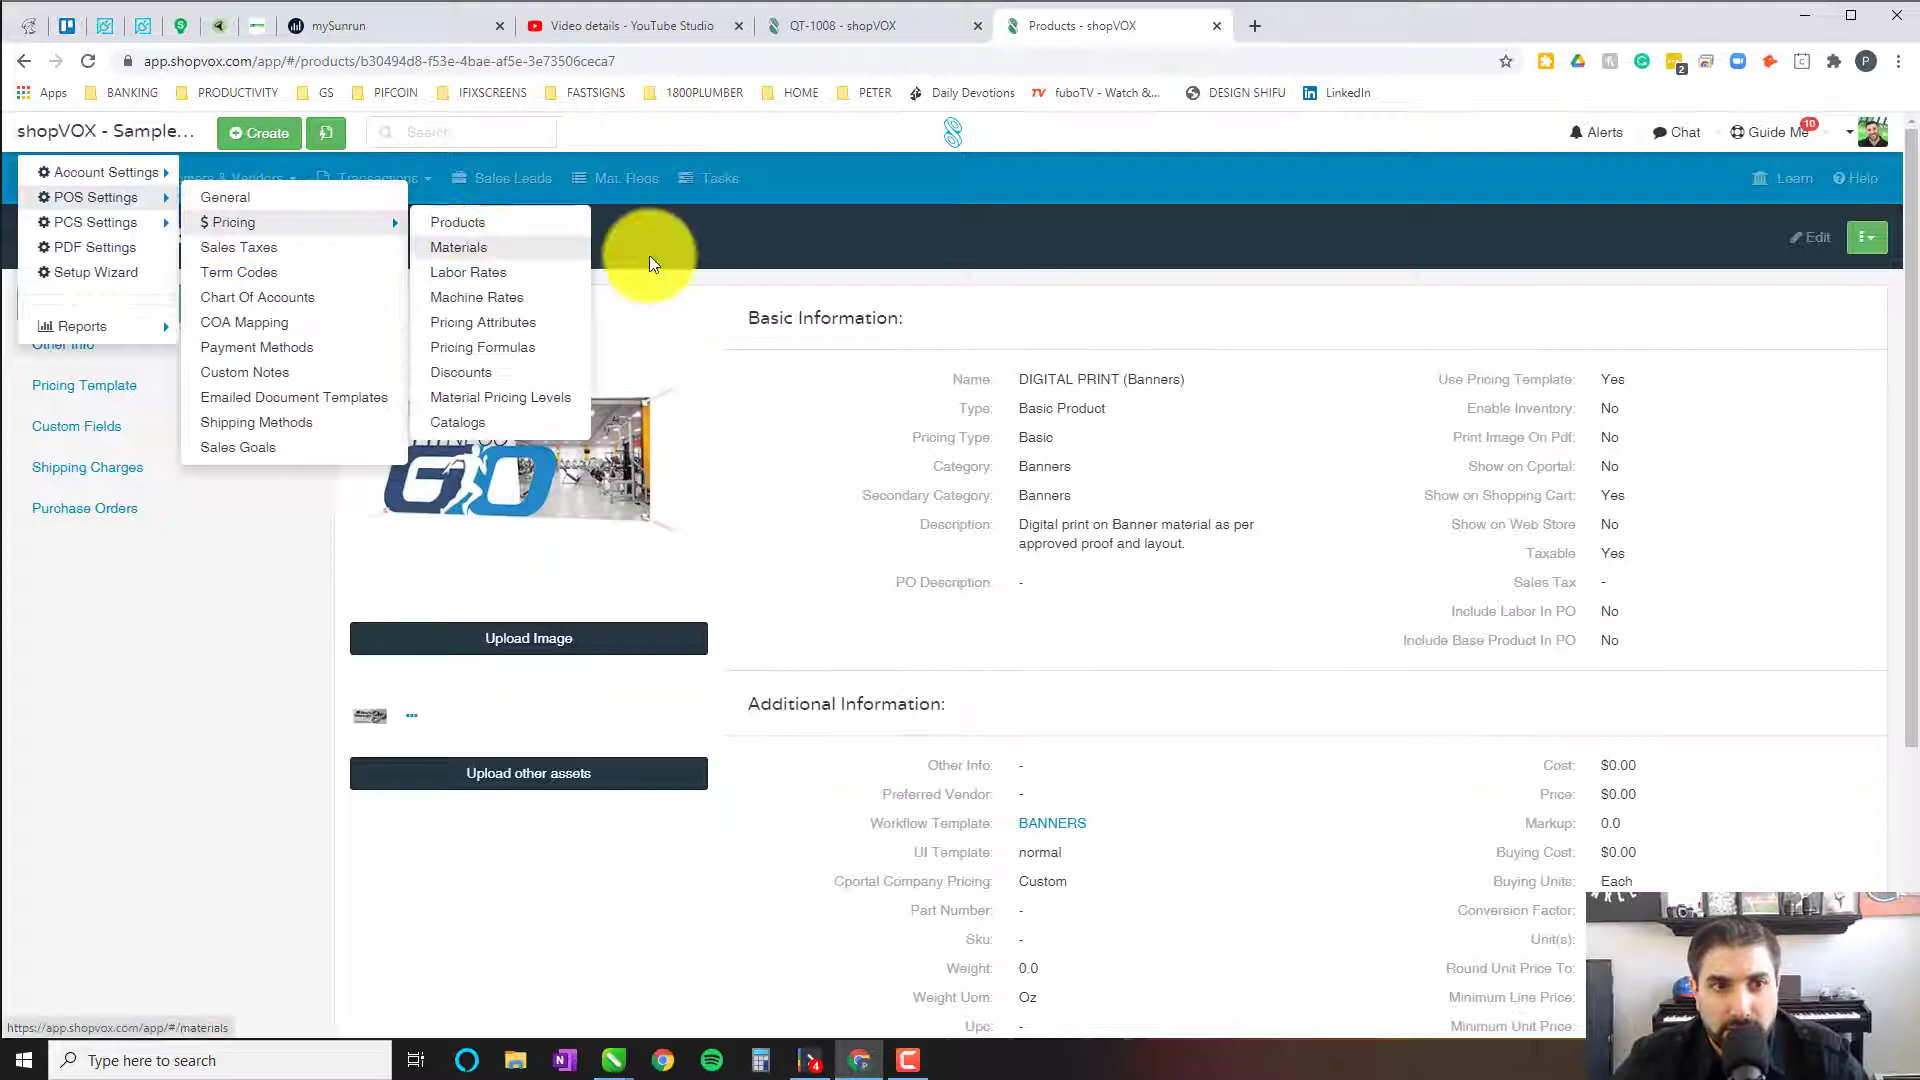 mySunrun
Video details - YouTube Studio
QT-1008 - shopVOX
Products - shopVOX
app.shopvox.com/app/#/products/b30494d8-f53e-4bae-af5e-3e73506ceca7
2
P
Apps
BANKING
PRODUCTIVITY
GS
PIFCOIN
IFIXSCREENS
FASTSIGNS
1800PLUMBER
HOME
PETER
Daily Devotions
fuboTV - Watch &...
DESIGN SHIFU
LinkedIn
shopVOX - Sample...
Create
Search
Alerts
Chat
Guide Me
10
Account Settings
POS Settings
PCS Settings
PDF Settings
Setup Wizard
Reports
Transactions
Sales Leads
Mat. Reqs
Tasks
Learn
Help
General
$ Pricing
Sales Taxes
Term Codes
Chart Of Accounts
COA Mapping
Payment Methods
Custom Notes
Emailed Document Templates
Shipping Methods
Sales Goals
Products
Materials
Labor Rates
Machine Rates
Pricing Attributes
Pricing Formulas
Discounts
Material Pricing Levels
Catalogs
Edit
Other Info
Pricing Template
Custom Fields
Shipping Charges
Purchase Orders
GO
Upload Image
Upload other assets
Basic Information:
Name: DIGITAL PRINT (Banners)
Type: Basic Product
Pricing Type: Basic
Category: Banners
Secondary Category: Banners
Description: Digital print on Banner material as per
approved proof and layout.
PO Description: -
Use Pricing Template: Yes
Enable Inventory: No
Print Image On Pdf: No
Show on Cportal: No
Show on Shopping Cart: Yes
Show on Web Store No
Taxable Yes
Sales Tax -
Include Labor In PO No
Include Base Product In PO No
Additional Information:
Other Info: -
Preferred Vendor: -
Workflow Template: BANNERS
UI Template: normal
Cportal Company Pricing: Custom
Part Number: -
Sku: -
Weight: 0.0
Weight Uom: Oz
Upc: -
Cost: $0.00
Price: $0.00
Markup: 0.0
Buying Cost: $0.00
Buying Units: Each
Conversion Factor:
Unit(s):
Round Unit Price To:
Minimum Line Price:
Minimum Unit Price:
https://app.shopvox.com/app/#/materials
Type here to search
4